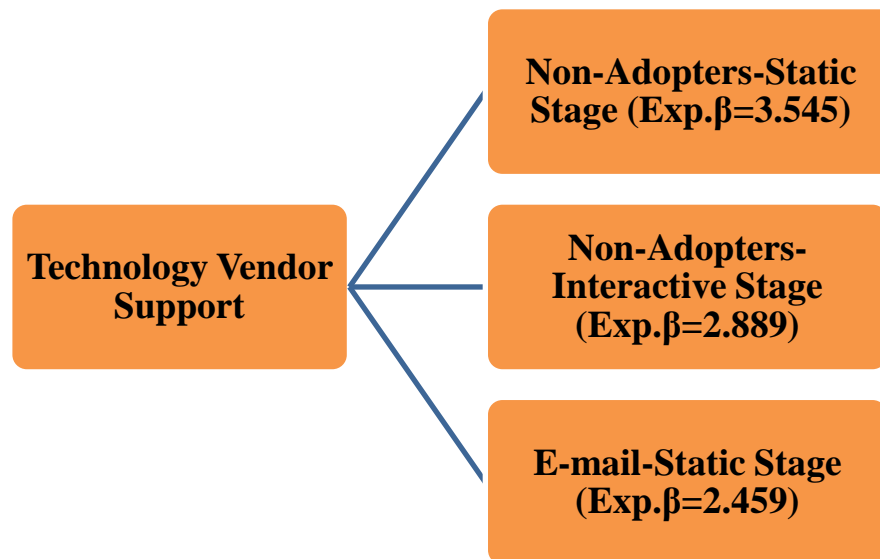 Non-Adopters-Static
Stage (Exp.β=3.545)
Technology Vendor
Support
Non-Adopters-
Interactive Stage
(Exp.β=2.889)
E-mail-Static Stage
(Exp.β=2.459)